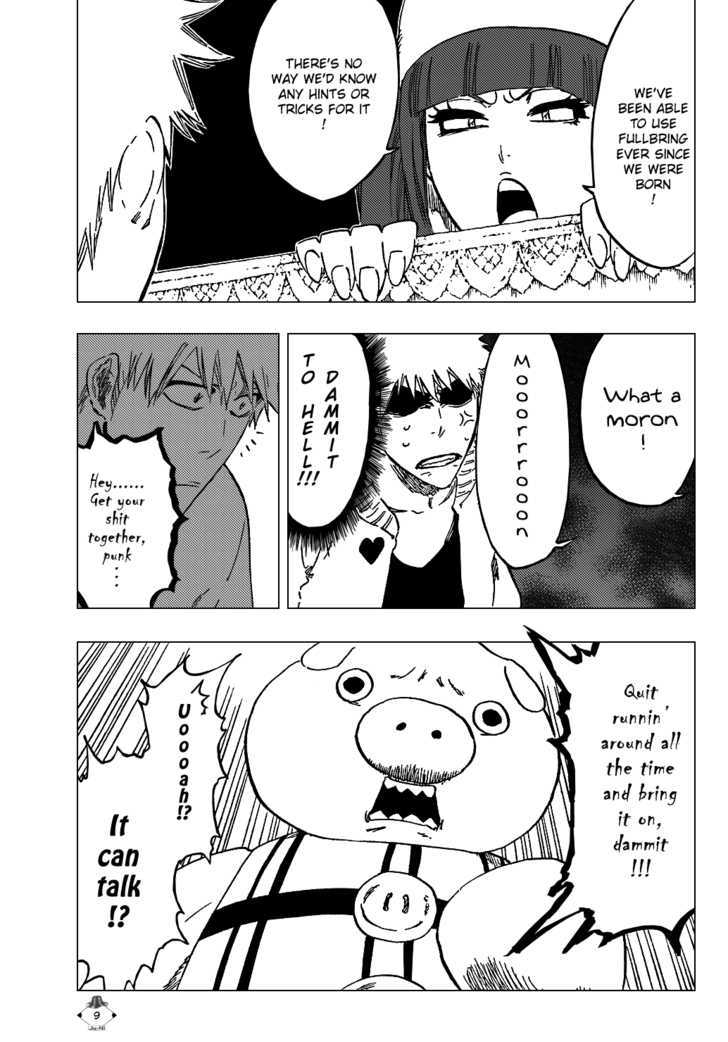 WE'VE
BEEN ABLE
TO USE
FULLBRING
EVER SINCE
WE WERE
BORN
!
THERE'S NO
WAY WE'D KNOW
ANY HINTS OR
TRICKS FOR IT
!
What a
moron
!
Mooorrrooon
DAMMIT
TO HELL!!!
Hey......
Get your
shit
together,
punk
...
Quit
runnin'
around all
the time
and bring
it on,
dammit
!!!
Uoooah!?
It
can
talk
!?
9